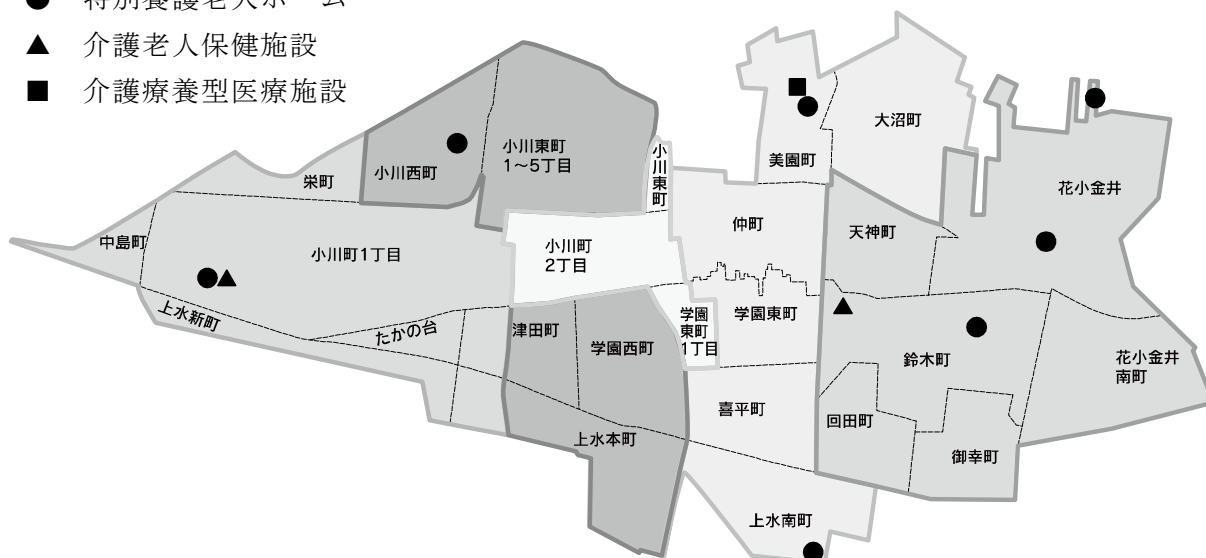 特別養護老人ホーム
介護老人保健施設
介護療養型医療施設
大沼町
美園町
小川東町
1～5丁目
小川東町
小川西町
栄町
花小金井
仲町
天神町
中島町
小川町1丁目
小川町
2丁目
上水新町
たかの台
津田町
学園西町
学園
東町
1丁目
学園東町
鈴木町
花小金井
南町
喜平町
回田町
上水本町
御幸町
上水南町